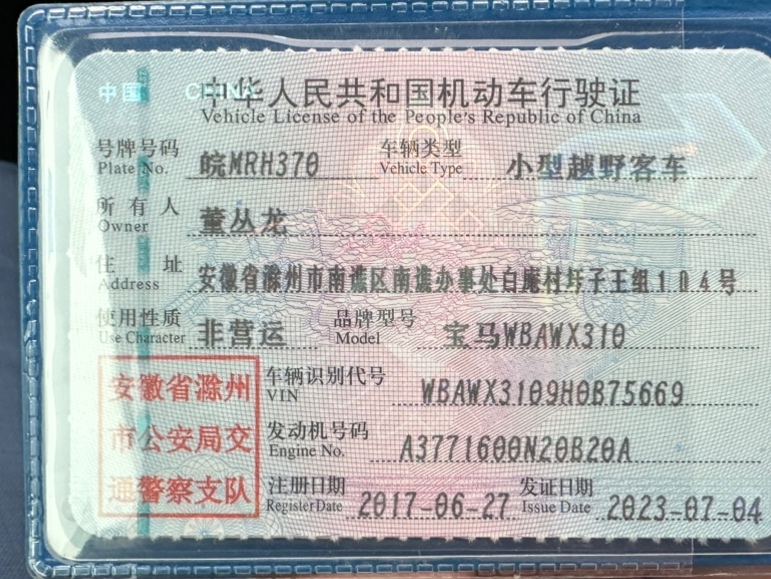 中国 CHINA
中华人民共和国机动车行驶证
Vehicle License of the People's Republic of China
号牌号码 皖MRH370 车辆类型 小型越野客车
Plate No. Vehicle Type
所有人 董丛龙
Owner
住址 安徽省滁州市南谯区南谯办事处白庙村圩子王组104号
Address
使用性质 非营运 品牌型号 宝马WBAWX310
Use Character Model
安徽省滁州
市公安局交
通警察支队
车辆识别代号 WBAWX3109H0B75669
VIN
发动机号码 A3771600N20B20A
Engine No.
注册日期 2017-06-27 发证日期 2023-07-04
Register Date Issue Date